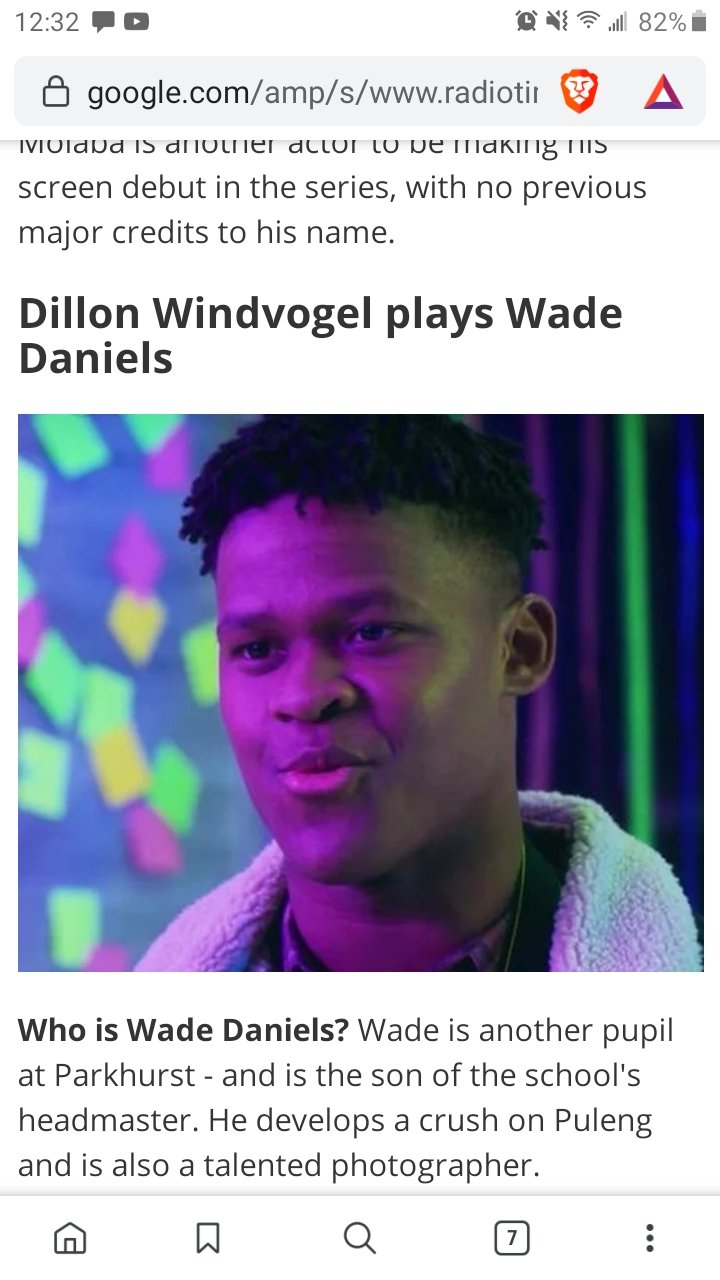 12:32 82%
google.com/amp/s/www.radiotir
Molaba is another actor to be making his
screen debut in the series, with no previous
major credits to his name.
Dillon Windvogel plays Wade
Daniels
Who is Wade Daniels? Wade is another pupil
at Parkhurst - and is the son of the school's
headmaster. He develops a crush on Puleng
and is also a talented photographer.
7